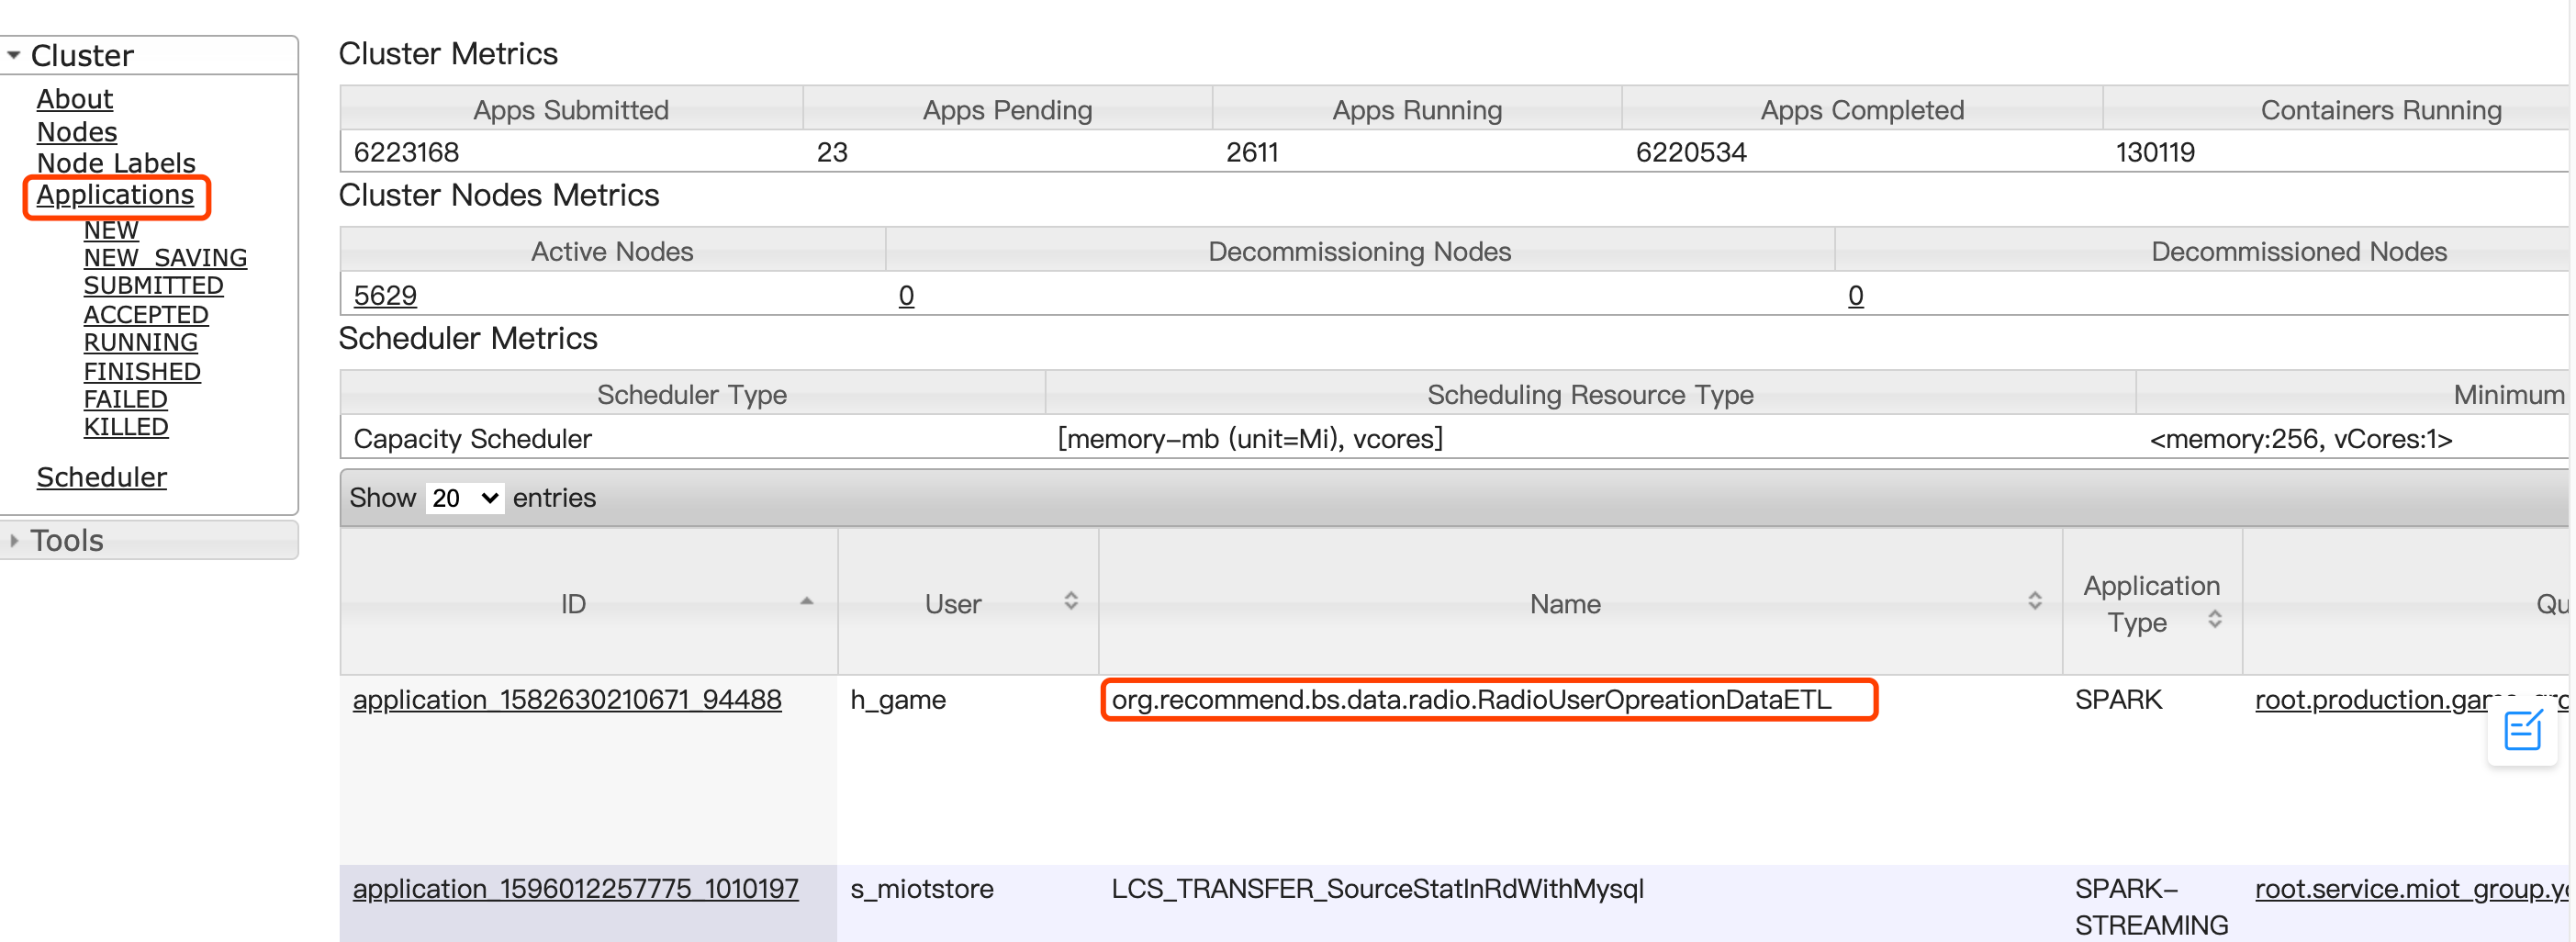 Cluster
About
Nodes
Node Labels
Applications
NEW
NEW_SAVING
SUBMITTED
ACCEPTED
RUNNING
FINISHED
FAILED
KILLED
Scheduler
Tools
Cluster Metrics
Apps Submitted Apps Pending Apps Running Apps Completed Containers Running
6223168 23 2611 6220534 130119
Cluster Nodes Metrics
Active Nodes Decommissioning Nodes Decommissioned Nodes
5629 0 0
Scheduler Metrics
Scheduler Type Scheduling Resource Type Minimum
Capacity Scheduler [memory-mb (unit=Mi), vcores] <memory:256, vCores:1>
Show 20 entries
ID User Name Application Type Qu
application_1582630210671_94488 h_game org.recommend.bs.data.radio.RadioUserOpreationDataETL SPARK root.production.game_gro
application_1596012257775_1010197 s_miotstore LCS_TRANSFER_SourceStatInRdWithMysql SPARK- root.service.miot_group.yo
STREAMING